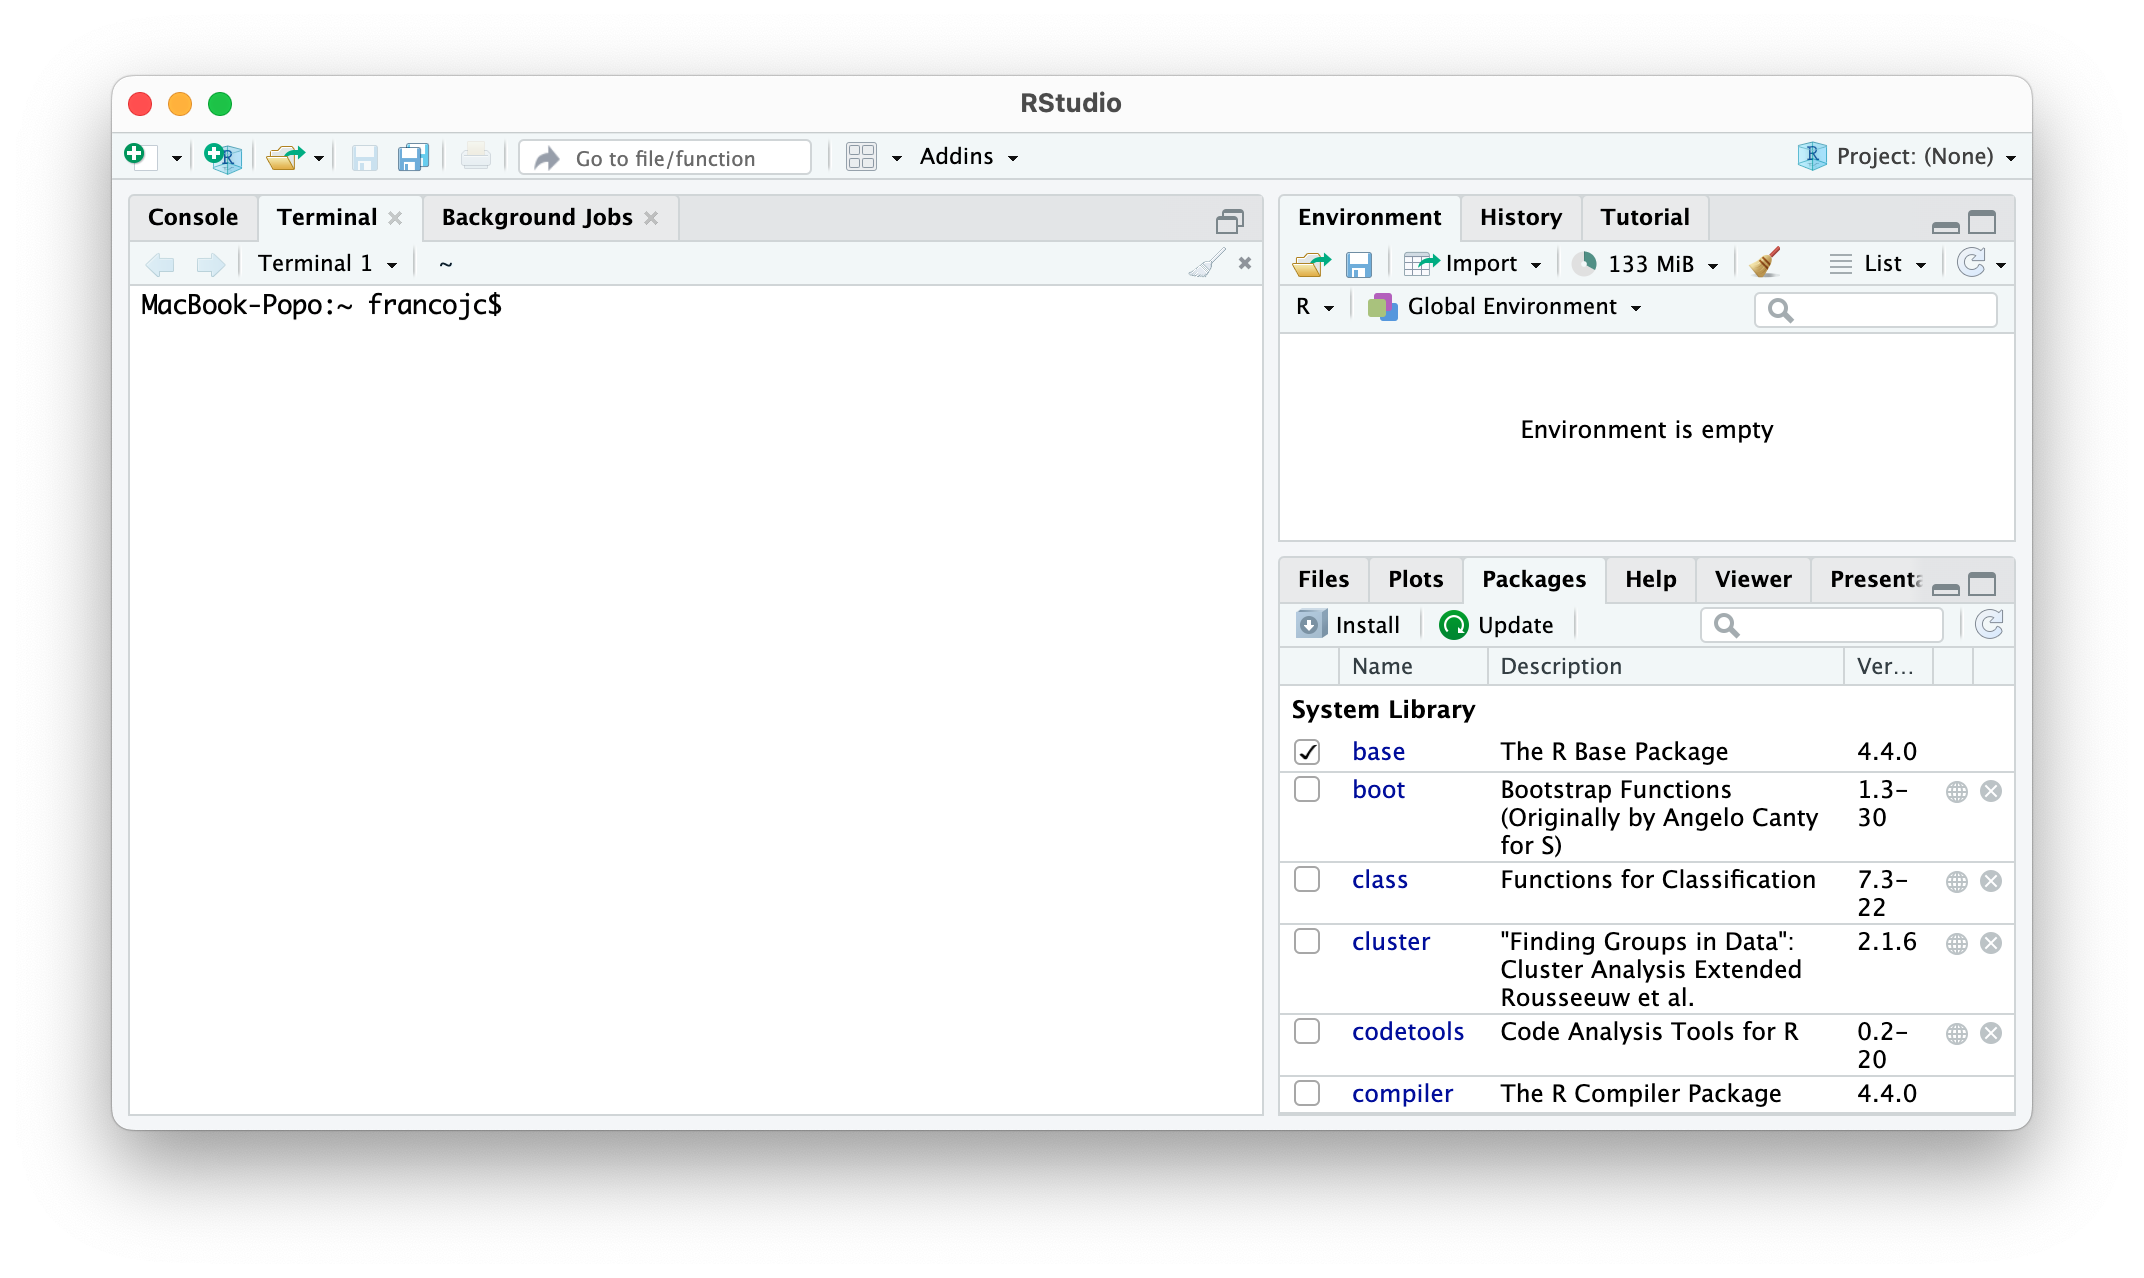 RStudio
Go to file/function
Addins
Project: (None)
Console
Terminal
Background Jobs
Terminal 1
~
MacBook-Popo:~ francojc$
Environment
History
Tutorial
Import
133 MiB
List
R
Global Environment
Environment is empty
Files
Plots
Packages
Help
Viewer
Presenta
Install
Update
Name Description Ver...
System Library
base The R Base Package 4.4.0
boot Bootstrap Functions 1.3-
(Originally by Angelo Canty 30
for S)
class Functions for Classification 7.3-
22
cluster "Finding Groups in Data": 2.1.6
Cluster Analysis Extended
Rousseeuw et al.
codetools Code Analysis Tools for R 0.2-
20
compiler The R Compiler Package 4.4.0